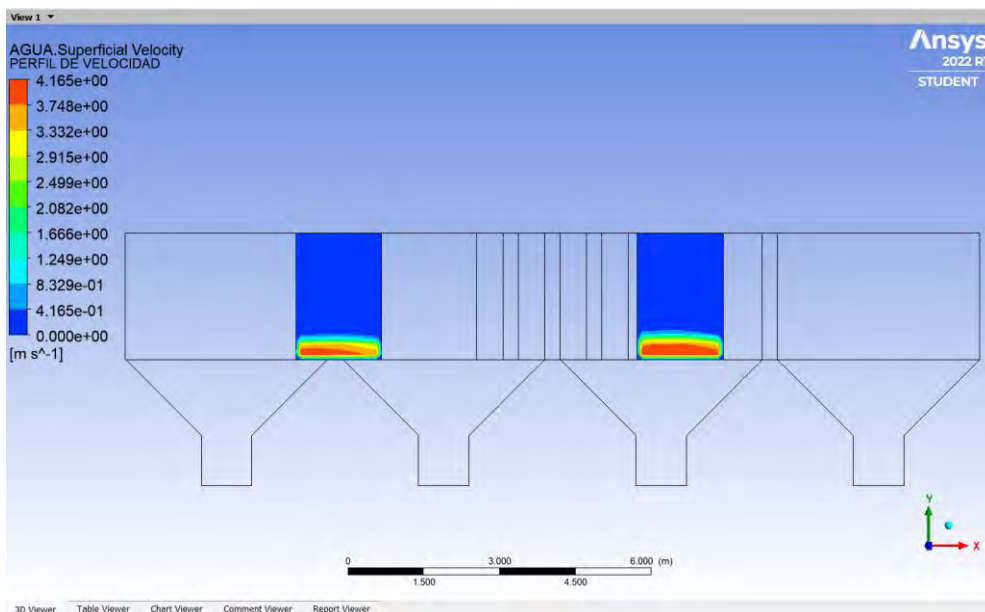 View 1
AGUA.Superficial Velocity
PERFIL DE VELOCIDAD
4.165e+00
3.748e+00
3.332e+00
2.915e+00
2.499e+00
2.082e+00
1.666e+00
1.249e+00
8.329e-01
4.165e-01
0.000e+00
[m s^-1]
Ansys
2022 R
STUDENT
Y
X
0 3.000 6.000 (m)
1.500 4.500
3D Viewer Table Viewer Chart Viewer Comment Viewer Report Viewer